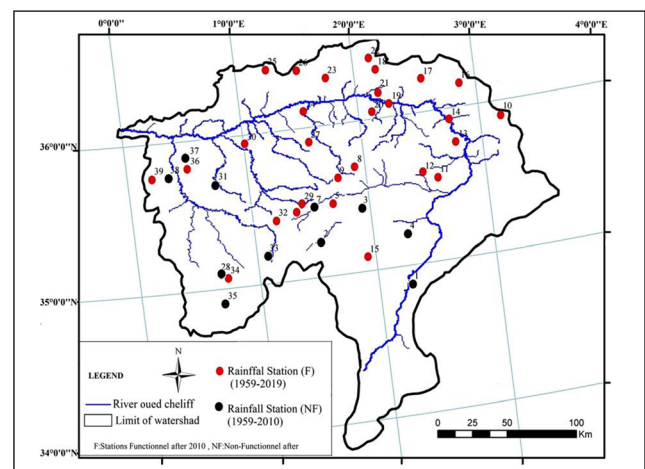 0°0'0"E 1°0'0"E 2°0'0"E 3°0'0"E 4°0'0"E
36°0'0"N
35°0'0"N
34°0'0"N
25
26
23
18
17
21
19
10
14
13
37
36
39
38
31
8
9
12
11
29
7
3
32
2
4
33
15
28
34
35
1
N
LEGEND
Rainffal Station (F)
(1959-2019)
River oued cheliff
Limit of watershad
Rainfall Station (NF)
(1959-2010)
F:Stations Functionnel after 2010 , NF:Non-Functionnel after
0 25 50 100
Km